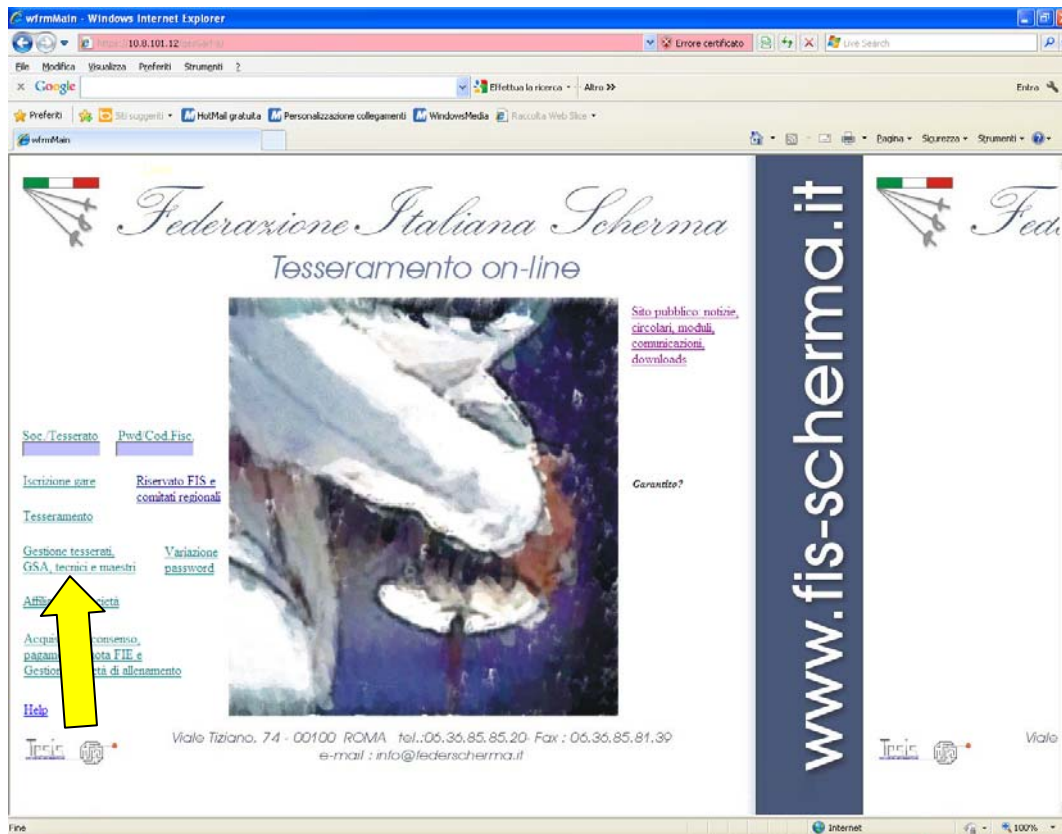 wfrmMain - Windows Internet Explorer
10.8.101.12
Errore certificato
Live Search
File Modifica Visualizza Preferiti Strumenti ?
x Google
Effettua la ricerca
Altro >>
Entra
Preferiti
Siti suggeriti
HotMail gratuita
Personalizzazione collegamenti
WindowsMedia
Raccolta Web Slice
wfrmMain
Pagina
Sicurezza
Strumenti
Federazione Italiana Scherma
Tesseramento on-line
Sito pubblico: notizie,
circolari, moduli,
comunicazioni,
downloads
Soc./Tesserato
Pwd/Cod.Fisc.
Iscrizione gare
Riservato FIS e
comitati regionali
Garantito?
Tesseramento
Gestione tesserati,
GSA, tecnici e maestri
Variazione
password
Help
Tesis
Viale Tiziano, 74 - 00100 ROMA tel.:06.36.85.85.20- Fax : 06.36.85.81.39
e-mail : info@federscherma.it
www.fis-scherma.it
Fede
Tesis
Viale
Fine
Internet
100%